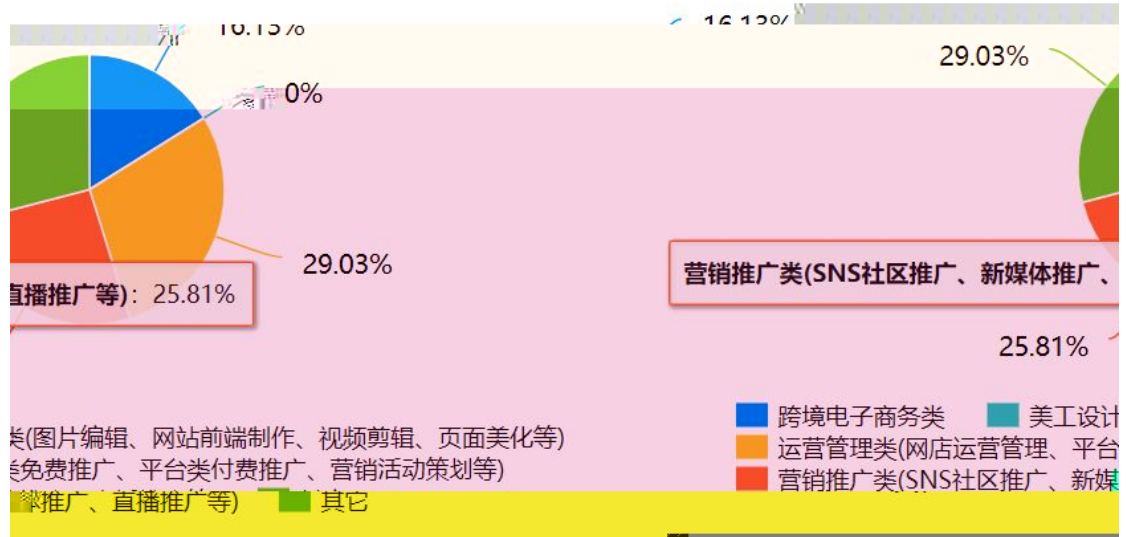 16.13%
16.13%
29.03%
0%
29.03%
直播推广等)：25.81%
营销推广类(SNS社区推广、新媒体推广、
25.81%
跨境电子商务类 美工设计
类(图片编辑、网站前端制作、视频剪辑、页面美化等)
运营管理类(网店运营管理、平台
类免费推广、平台类付费推广、营销活动策划等)
营销推广类(SNS社区推广、新媒
推广、直播推广等) 其它